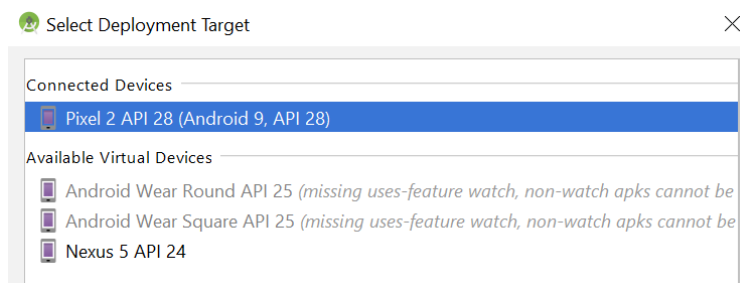 Select Deployment Target
Connected Devices
Pixel 2 API 28 (Android 9, API 28)
Available Virtual Devices
Android Wear Round API 25 (missing uses-feature watch, non-watch apks cannot be
Android Wear Square API 25 (missing uses-feature watch, non-watch apks cannot be
Nexus 5 API 24